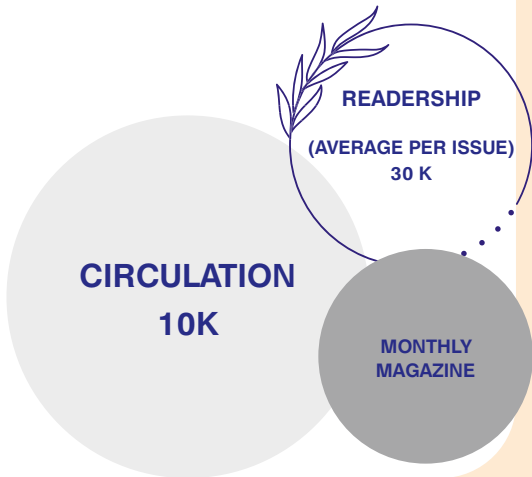 READERSHIP
(AVERAGE PER ISSUE)
30 K
CIRCULATION
10K
MONTHLY
MAGAZINE